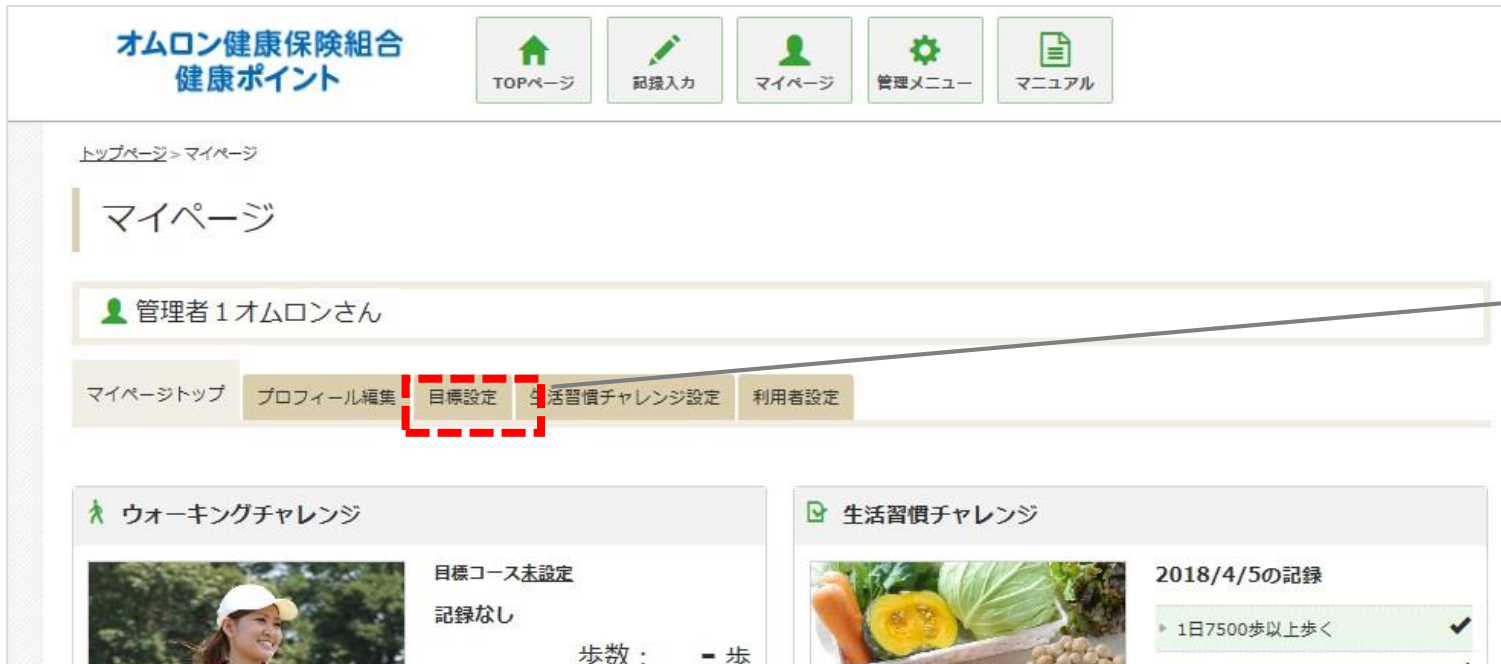 オムロン健康保険組合
健康ポイント
TOPページ
記録入力
マイページ
管理メニュー
マニュアル
トップページ > マイページ
マイページ
管理者1オムロンさん
マイページトップ
プロフィール編集
目標設定
生活習慣チャレンジ設定
利用者設定
ウォーキングチャレンジ
目標コース未設定
記録なし
歩数： - 歩
生活習慣チャレンジ
2018/4/5の記録
1日7500歩以上歩く